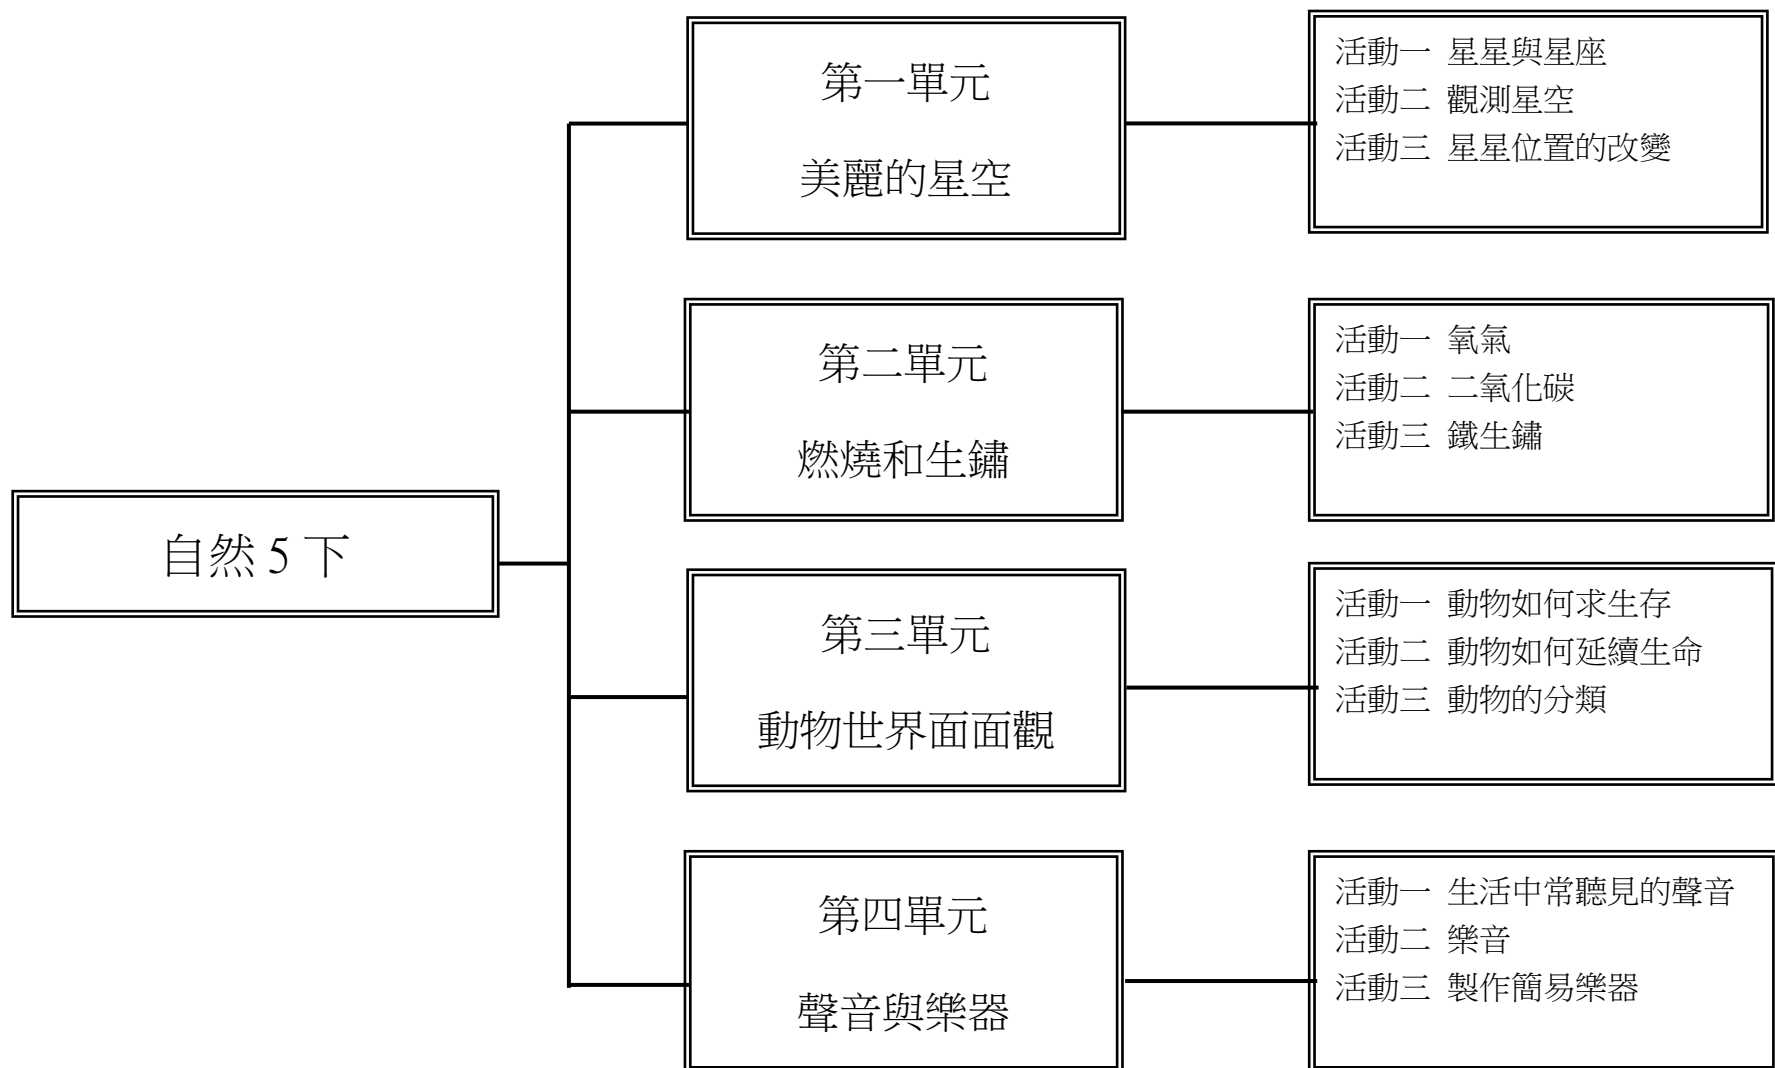 自然 5 下
第一單元
美麗的星空
活動一 星星與星座
活動二 觀測星空
活動三 星星位置的改變
第二單元
燃燒和生鏽
活動一 氧氣
活動二 二氧化碳
活動三 鐵生鏽
第三單元
動物世界面面觀
活動一 動物如何求生存
活動二 動物如何延續生命
活動三 動物的分類
第四單元
聲音與樂器
活動一 生活中常聽見的聲音
活動二 樂音
活動三 製作簡易樂器